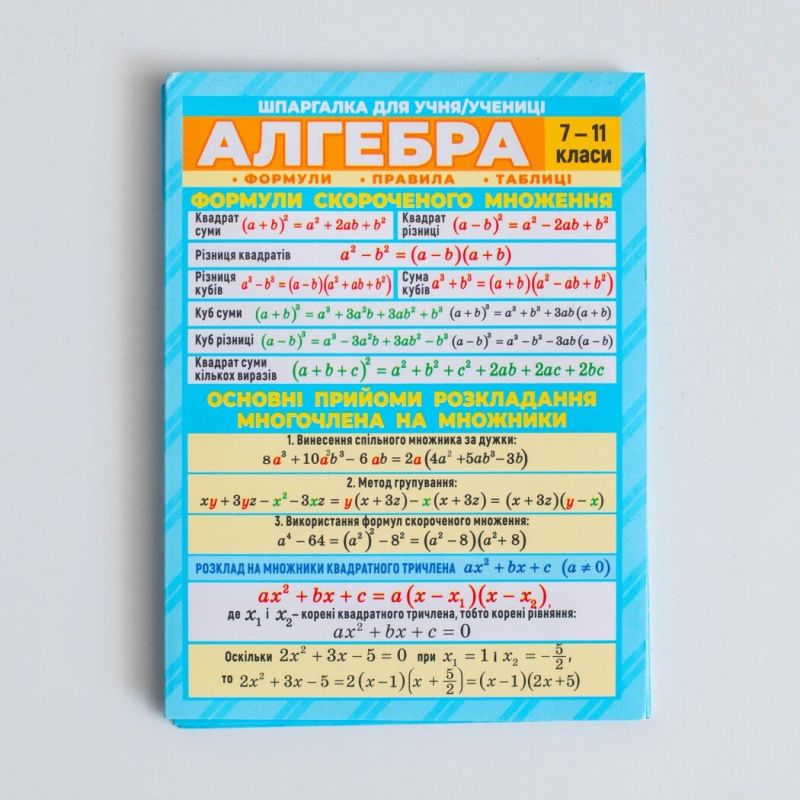 ШПАРГАЛКА ДЛЯ УЧНЯ/УЧЕНИЦІ
АЛГЕБРА
7 – 11
класи
• ФОРМУЛИ • ПРАВИЛА • ТАБЛИЦІ
ФОРМУЛИ СКОРОЧЕНОГО МНОЖЕННЯ
Квадрат суми (a + b)² = a² + 2ab + b²
Квадрат різниці (a – b)² = a² – 2ab + b²
Різниця квадратів a² – b² = (a – b)(a + b)
Різниця кубів a³ – b³ = (a – b)(a² + ab + b²)
Сума кубів a³ + b³ = (a + b)(a² – ab + b²)
Куб суми (a + b)³ = a³ + 3a²b + 3ab² + b³ (a + b)³ = a³ + b³ + 3ab(a + b)
Куб різниці (a – b)³ = a³ – 3a²b + 3ab² – b³ (a – b)³ = a³ – b³ – 3ab(a – b)
Квадрат суми кількох виразів (a + b + c)² = a² + b² + c² + 2ab + 2ac + 2bc
ОСНОВНІ ПРИЙОМИ РОЗКЛАДАННЯ
МНОГОЧЛЕНА НА МНОЖНИКИ
1. Винесення спільного множника за дужки:
8a³ + 10a²b³ – 6 ab = 2a(4a² + 5ab³ – 3b)
2. Метод групування:
xy + 3yz – x² – 3xz = y(x + 3z) – x(x + 3z) = (x + 3z)(y – x)
3. Використання формул скороченого множення:
a⁴ – 64 = (a²)² – 8² = (a² – 8)(a² + 8)
РОЗКЛАД НА МНОЖНИКИ КВАДРАТНОГО ТРИЧЛЕНА ax² + bx + c (a ≠ 0)
ax² + bx + c = a(x – x₁)(x – x₂),
де x₁ і x₂ – корені квадратного тричлена, тобто корені рівняння:
ax² + bx + c = 0
Оскільки 2x² + 3x – 5 = 0 при x₁ = 1 і x₂ = –5/2,
то 2x² + 3x – 5 = 2(x – 1)(x + 5/2) = (x – 1)(2x + 5)